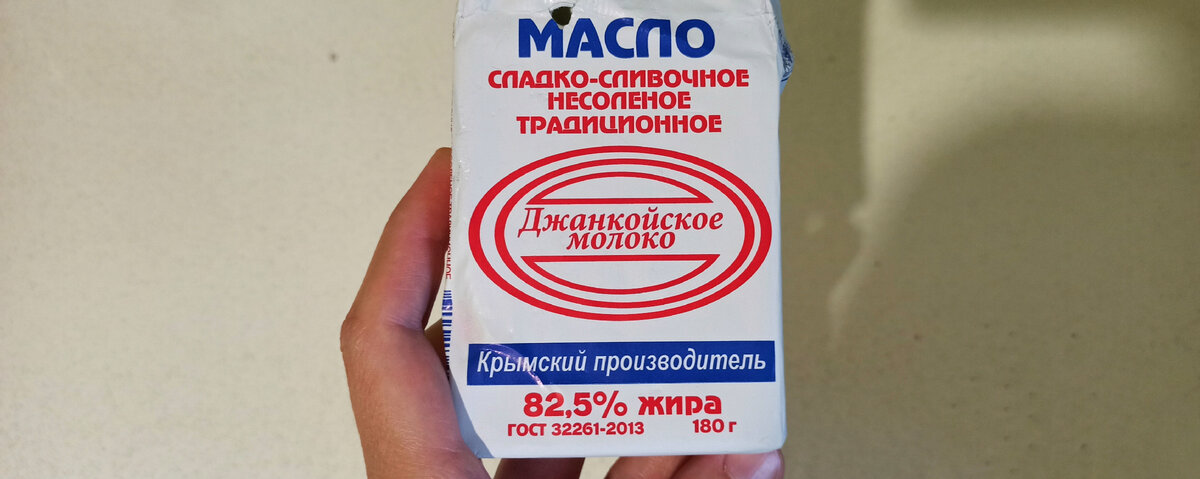 МАСЛО
СЛАДКО-СЛИВОЧНОЕ
НЕСОЛЕНОЕ
ТРАДИЦИОННОЕ
Джанкойское
молоко
Крымский производитель
82,5% жира
ГОСТ 32261-2013 180 г